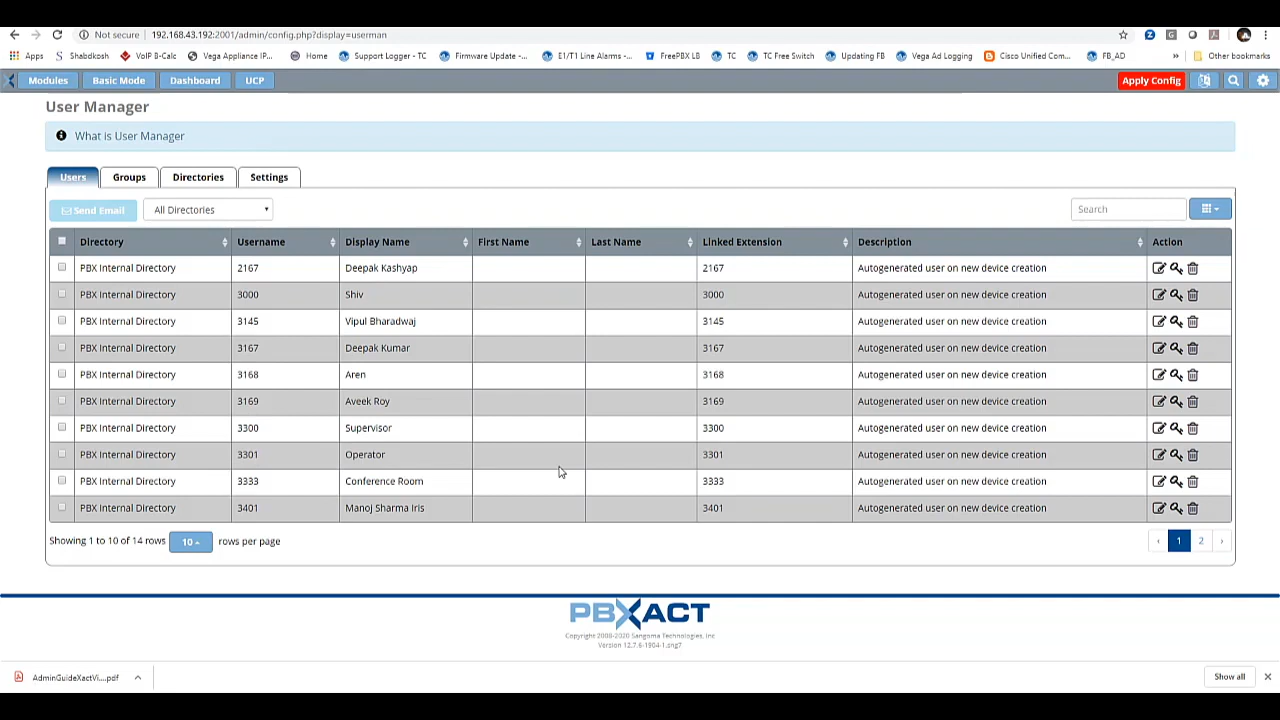 Not secure | 192.168.43.192:2001/admin/config.php?display=userman
Apps Shabdkosh VoIP B-Calc Vega Appliance IP... Home Support Logger - TC Firmware Update -... E1/T1 Line Alarms -... FreePBX LB TC TC Free Switch Updating FB Vega Ad Logging Cisco Unified Com... FB_AD » Other bookmarks
Modules Basic Mode Dashboard UCP Apply Config
User Manager
What is User Manager
Users Groups Directories Settings
Send Email All Directories Search
Directory Username Display Name First Name Last Name Linked Extension Description Action
PBX Internal Directory 2167 Deepak Kashyap 2167 Autogenerated user on new device creation
PBX Internal Directory 3000 Shiv 3000 Autogenerated user on new device creation
PBX Internal Directory 3145 Vipul Bharadwaj 3145 Autogenerated user on new device creation
PBX Internal Directory 3167 Deepak Kumar 3167 Autogenerated user on new device creation
PBX Internal Directory 3168 Aren 3168 Autogenerated user on new device creation
PBX Internal Directory 3169 Aveek Roy 3169 Autogenerated user on new device creation
PBX Internal Directory 3300 Supervisor 3300 Autogenerated user on new device creation
PBX Internal Directory 3301 Operator 3301 Autogenerated user on new device creation
PBX Internal Directory 3333 Conference Room 3333 Autogenerated user on new device creation
PBX Internal Directory 3401 Manoj Sharma Iris 3401 Autogenerated user on new device creation
Showing 1 to 10 of 14 rows 10 rows per page ‹ 1 2 ›
PBXACT
Copyright 2008-2020 Sangoma Technologies, Inc
Version 12.7.6-1904-1.sng7
AdminGuideXactVi....pdf Show all